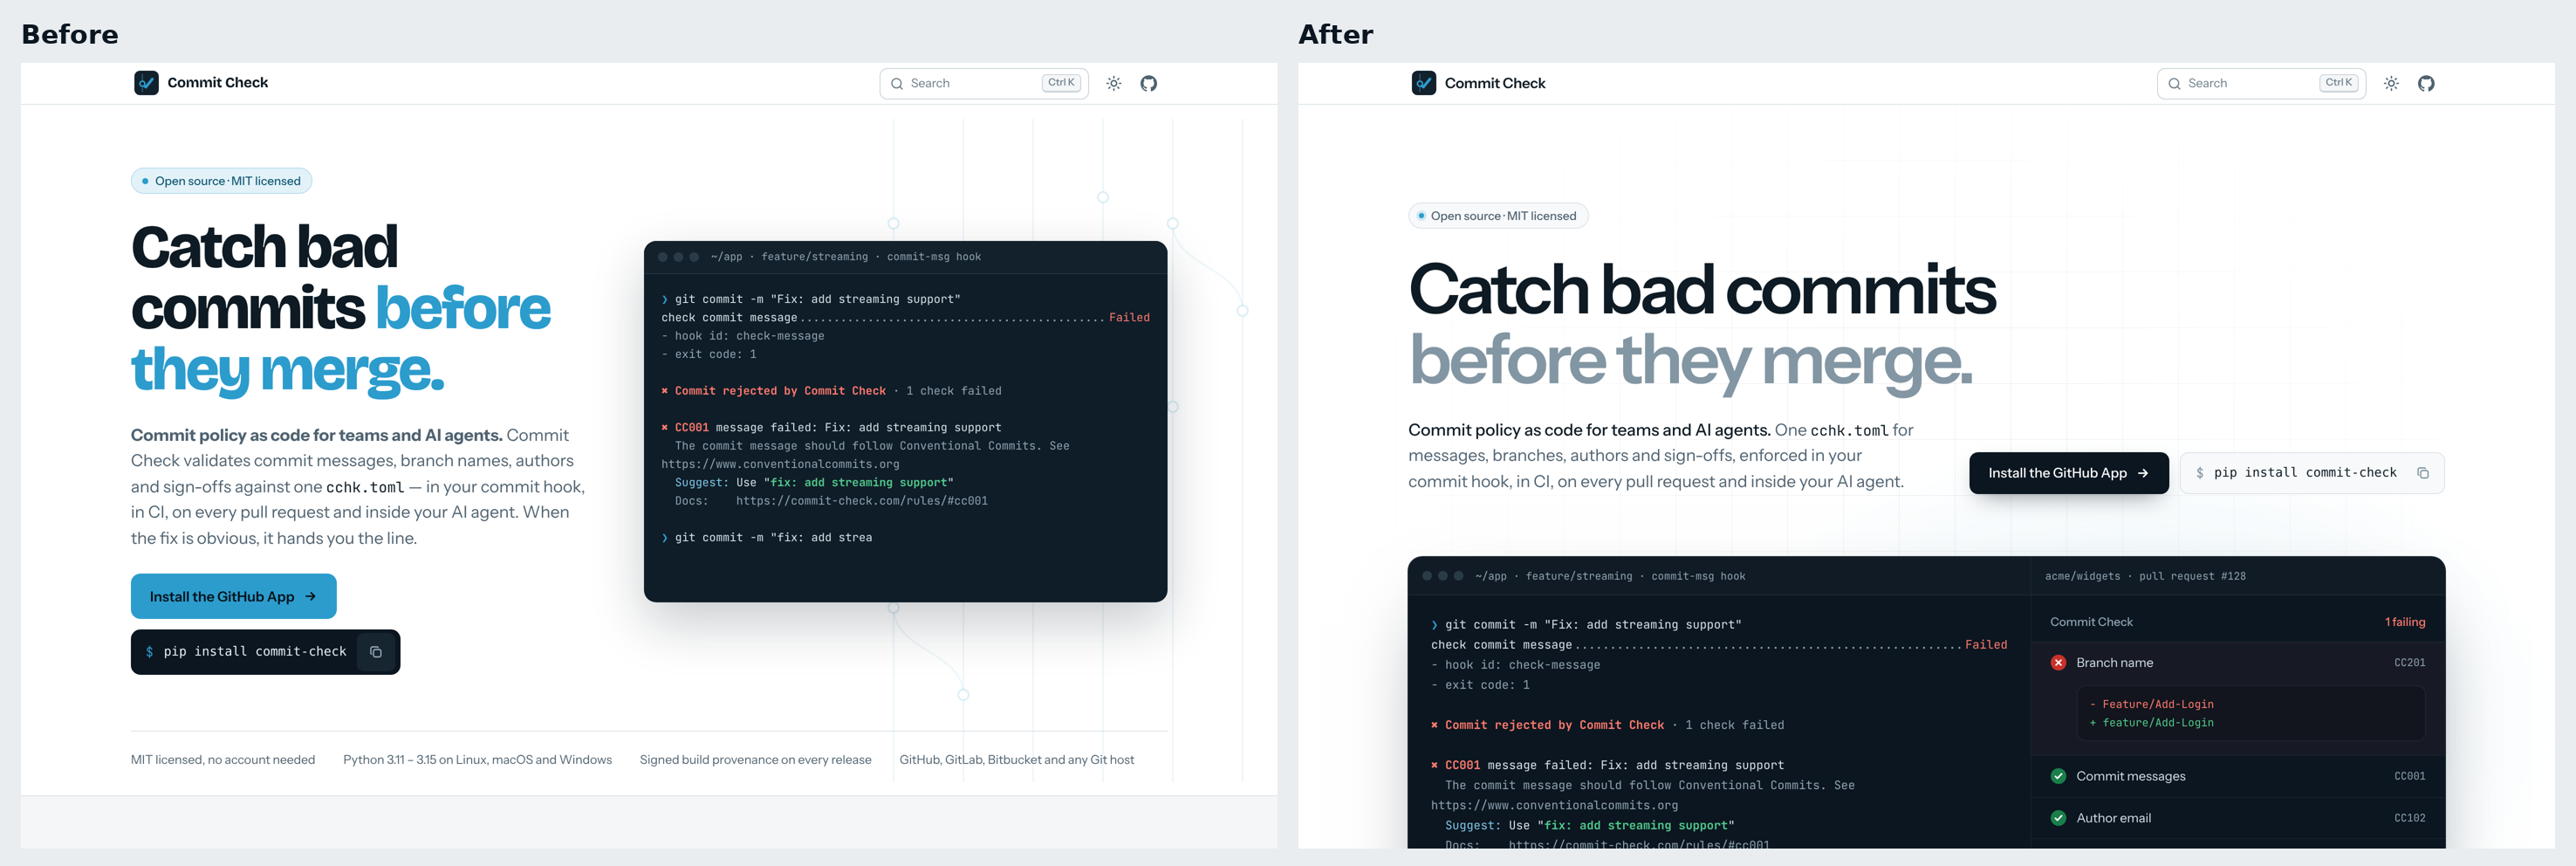 Before
Commit Check
Search
Ctrl K
Open source · MIT licensed
Catch bad
commits before
they merge.
Commit policy as code for teams and AI agents. Commit
Check validates commit messages, branch names, authors
and sign-offs against one cchk.toml — in your commit hook,
in CI, on every pull request and inside your AI agent. When
the fix is obvious, it hands you the line.
Install the GitHub App →
$ pip install commit-check
~/app · feature/streaming · commit-msg hook
❯ git commit -m "Fix: add streaming support"
check commit message............................................. Failed
- hook id: check-message
- exit code: 1
✖ Commit rejected by Commit Check · 1 check failed
✖ CC001 message failed: Fix: add streaming support
The commit message should follow Conventional Commits. See
https://www.conventionalcommits.org
Suggest: Use "fix: add streaming support"
Docs: https://commit-check.com/rules/#cc001
❯ git commit -m "fix: add strea
MIT licensed, no account needed
Python 3.11 – 3.15 on Linux, macOS and Windows
Signed build provenance on every release
GitHub, GitLab, Bitbucket and any Git host
After
Commit Check
Search
Ctrl K
Open source · MIT licensed
Catch bad commits
before they merge.
Commit policy as code for teams and AI agents. One cchk.toml for
messages, branches, authors and sign-offs, enforced in your
commit hook, in CI, on every pull request and inside your AI agent.
Install the GitHub App →
$ pip install commit-check
~/app · feature/streaming · commit-msg hook
❯ git commit -m "Fix: add streaming support"
check commit message......................................................... Failed
- hook id: check-message
- exit code: 1
✖ Commit rejected by Commit Check · 1 check failed
✖ CC001 message failed: Fix: add streaming support
The commit message should follow Conventional Commits. See
https://www.conventionalcommits.org
Suggest: Use "fix: add streaming support"
Docs: https://commit-check.com/rules/#cc001
acme/widgets · pull request #128
Commit Check
1 failing
Branch name
CC201
- Feature/Add-Login
+ feature/Add-Login
Commit messages
CC001
Author email
CC102